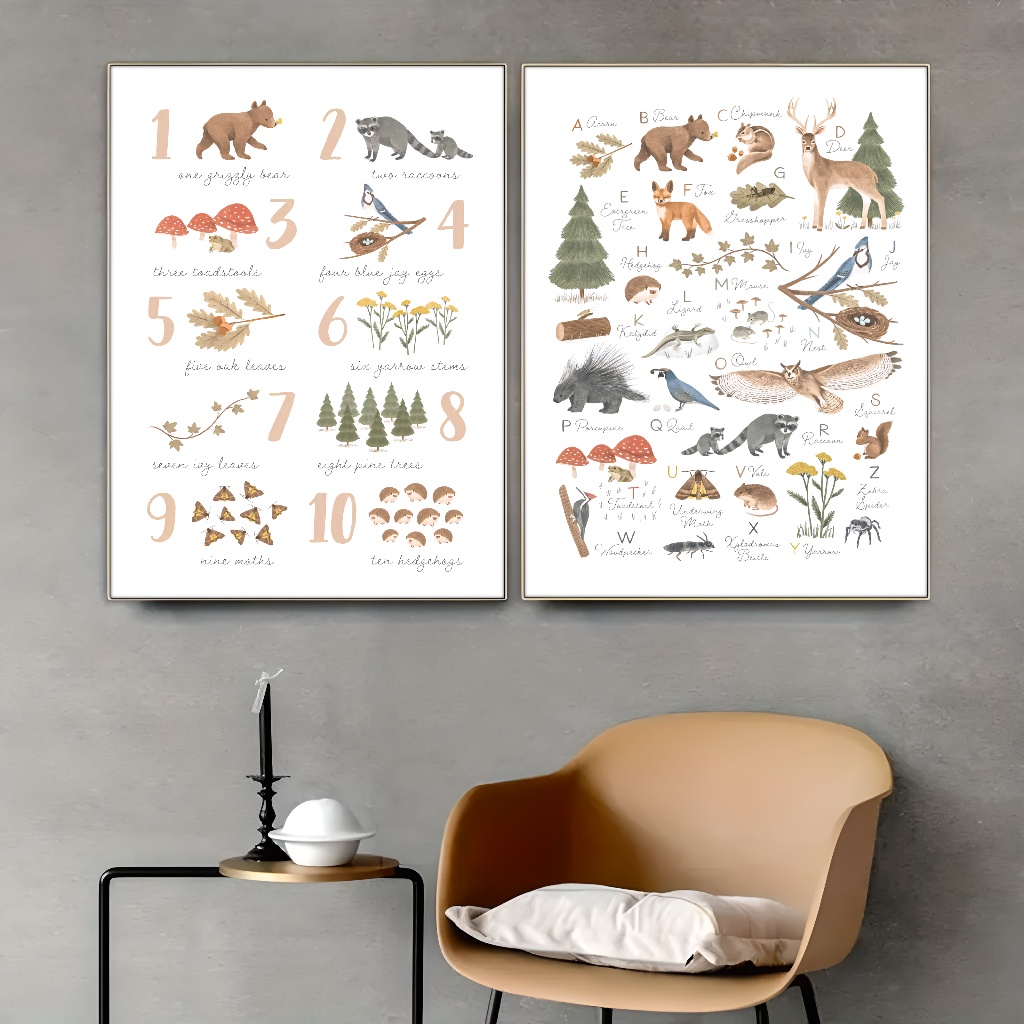 1
one grizzly bear
2
two raccoons
3
three toadstools
4
four blue jay eggs
5
five oak leaves
6
six yarrow stems
7
seven ivy leaves
8
eight pine trees
9
nine moths
10
ten hedgehogs
A Acorn
B Bear
C Chipmunk
D
Deer
E
Evergreen
Tree
F Fox
G
Grasshopper
H
Hedgehog
I Ivy
J
Jay
K
Katydid
L
Lizard
M Mouse
N
Nest
O Owl
P Porcupine
Q Quail
R
Raccoon
S
Squirrel
T
Toadstool
U
Underwing
Moth
V Vole
W
Woodpecker
X
Xylodromus
Beetle
Y Yarrow
Z
Zebra
Spider